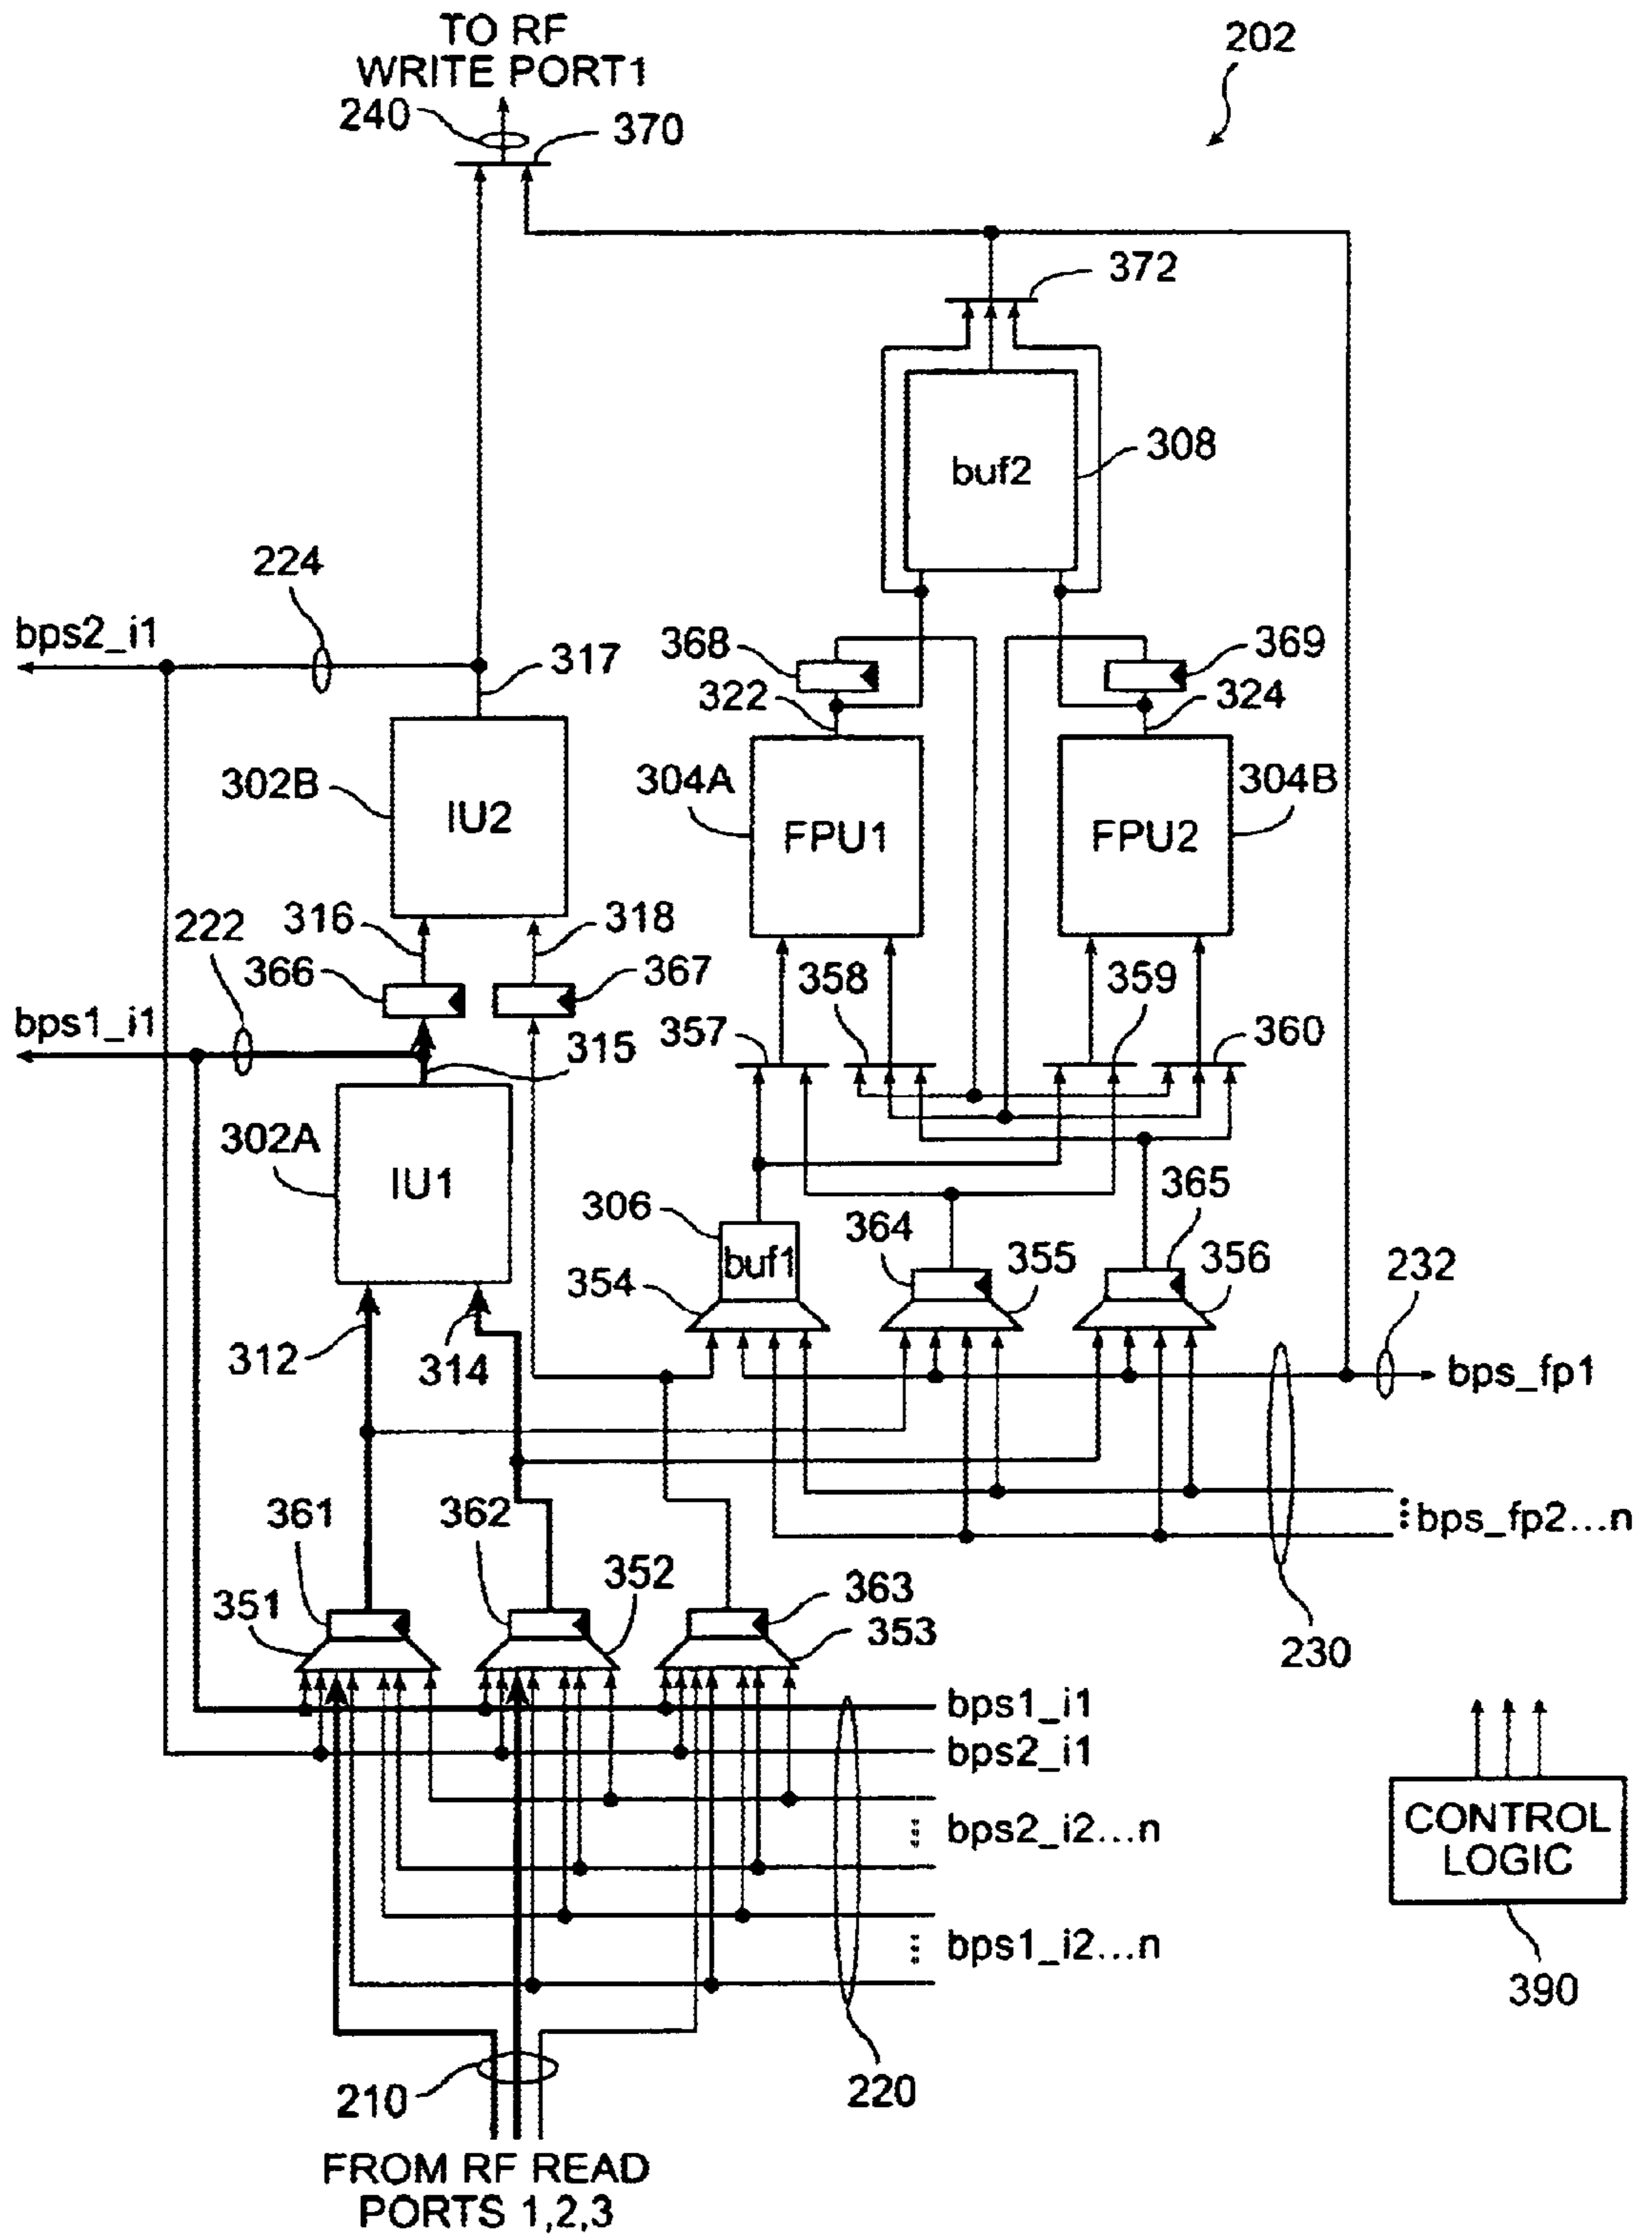 TO RF
WRITE PORT1
202
240
370
372
308
buf2
224
bps2_i1
317
368
369
322
324
302B
IU2
304A
FPU1
304B
FPU2
316
318
222
366
367
358
359
bps1_i1
315
357
360
302A
IU1
306
buf1
364
365
354
355
356
232
312
314
bps_fp1
361
362
bps_fp2...n
351
352
363
353
230
bps1_i1
bps2_i1
bps2_i2...n
CONTROL
LOGIC
bps1_i2...n
390
210
220
FROM RF READ
PORTS 1,2,3